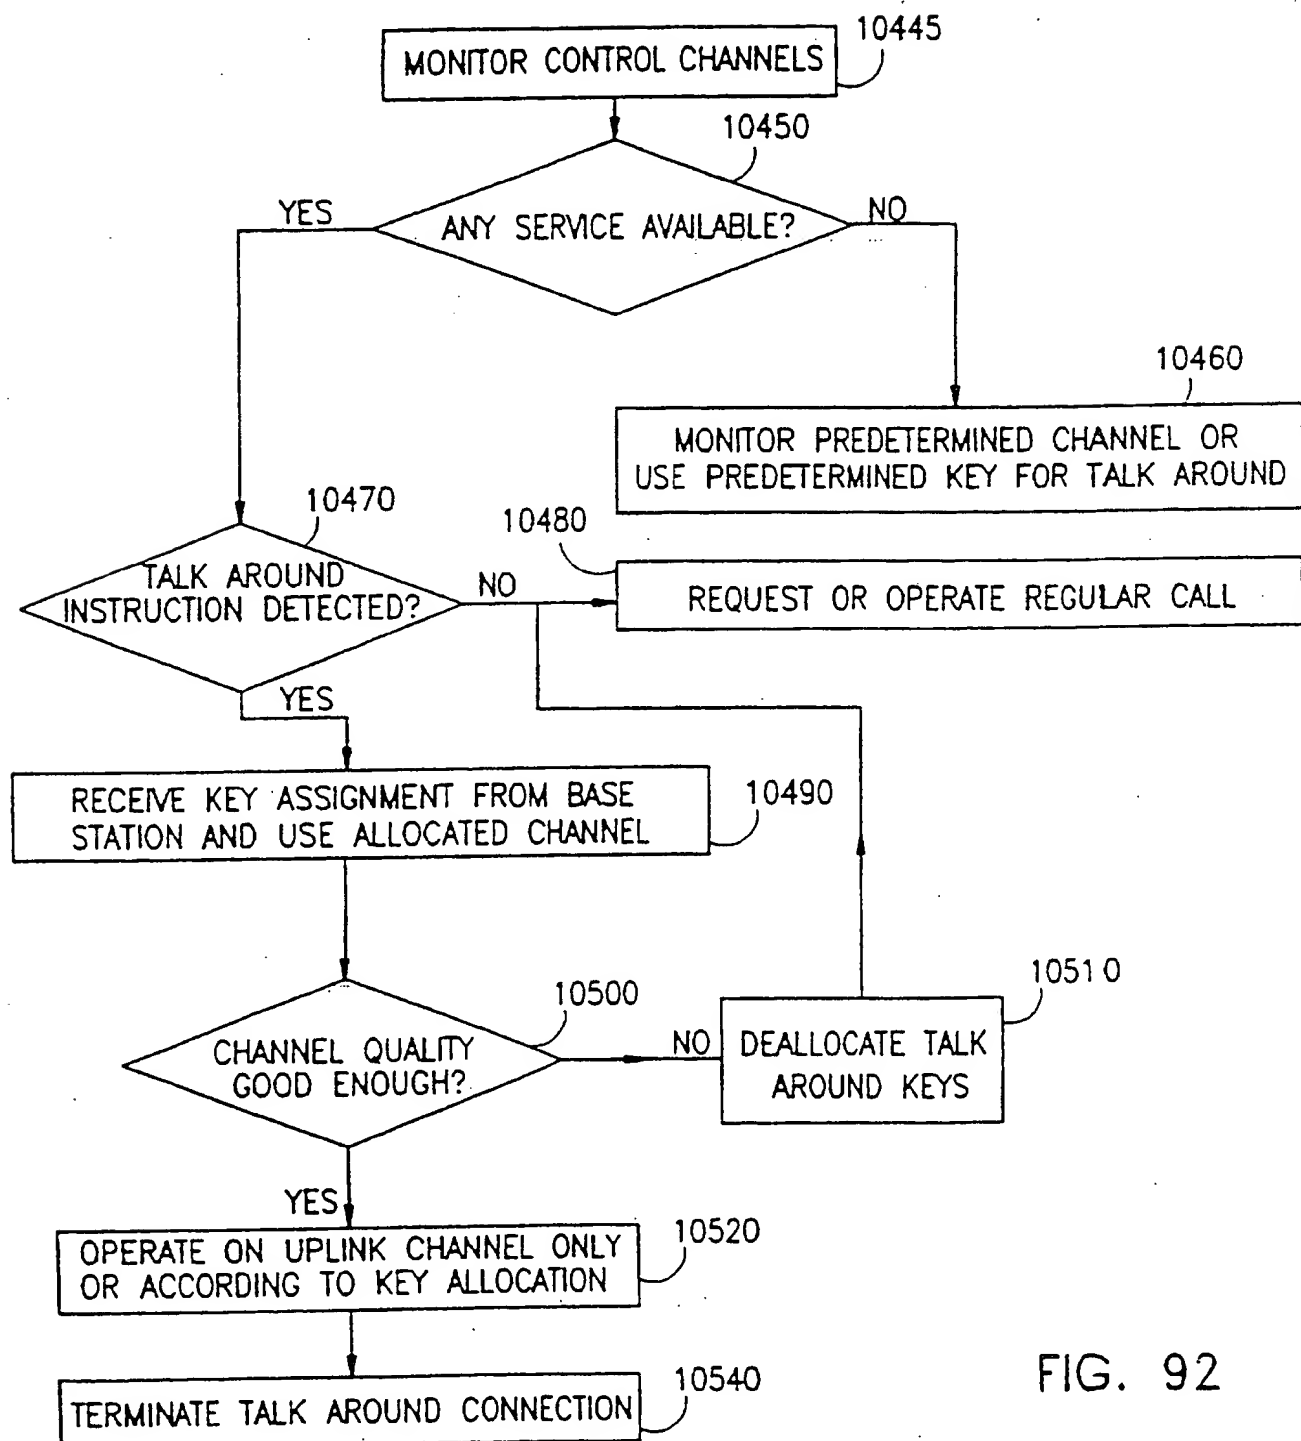 10445
MONITOR CONTROL CHANNELS
10450
YES
ANY SERVICE AVAILABLE?
NO
10460
MONITOR PREDETERMINED CHANNEL OR
USE PREDETERMINED KEY FOR TALK AROUND
10470
10480
TALK AROUND
INSTRUCTION DETECTED?
NO
REQUEST OR OPERATE REGULAR CALL
YES
RECEIVE KEY ASSIGNMENT FROM BASE
STATION AND USE ALLOCATED CHANNEL
10490
10500
CHANNEL QUALITY
GOOD ENOUGH?
NO
10510
DEALLOCATE TALK
AROUND KEYS
YES
OPERATE ON UPLINK CHANNEL ONLY
OR ACCORDING TO KEY ALLOCATION
10520
TERMINATE TALK AROUND CONNECTION
10540
FIG. 92